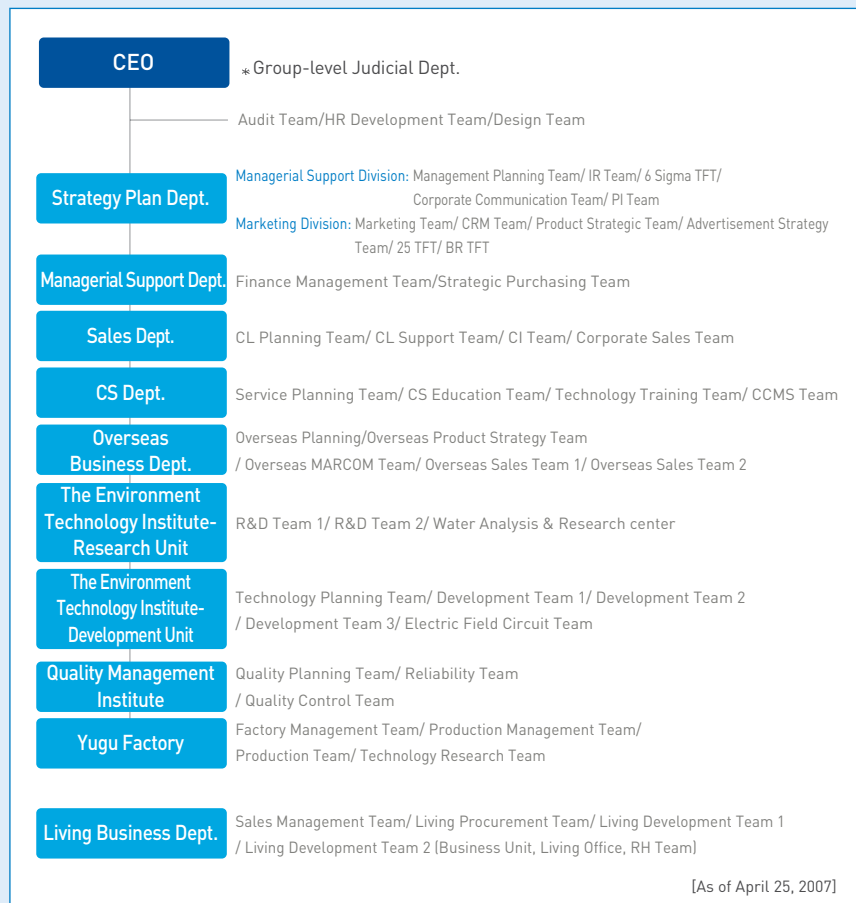 CEO
* Group-level Judicial Dept.
Audit Team/HR Development Team/Design Team
Strategy Plan Dept.
Managerial Support Division: Management Planning Team/ IR Team/ 6 Sigma TFT/
Corporate Communication Team/ PI Team
Marketing Division: Marketing Team/ CRM Team/ Product Strategic Team/ Advertisement Strategy
Team/ 25 TFT/ BR TFT
Managerial Support Dept.
Finance Management Team/Strategic Purchasing Team
Sales Dept.
CL Planning Team/ CL Support Team/ CI Team/ Corporate Sales Team
CS Dept.
Service Planning Team/ CS Education Team/ Technology Training Team/ CCMS Team
Overseas
Business Dept.
Overseas Planning/Overseas Product Strategy Team
/ Overseas MARCOM Team/ Overseas Sales Team 1/ Overseas Sales Team 2
The Environment
Technology Institute-
Research Unit
R&D Team 1/ R&D Team 2/ Water Analysis & Research center
The Environment
Technology Institute-
Development Unit
Technology Planning Team/ Development Team 1/ Development Team 2
/ Development Team 3/ Electric Field Circuit Team
Quality Management
Institute
Quality Planning Team/ Reliability Team
/ Quality Control Team
Yugu Factory
Factory Management Team/ Production Management Team/
Production Team/ Technology Research Team
Living Business Dept.
Sales Management Team/ Living Procurement Team/ Living Development Team 1
/ Living Development Team 2 (Business Unit, Living Office, RH Team)
[As of April 25, 2007]